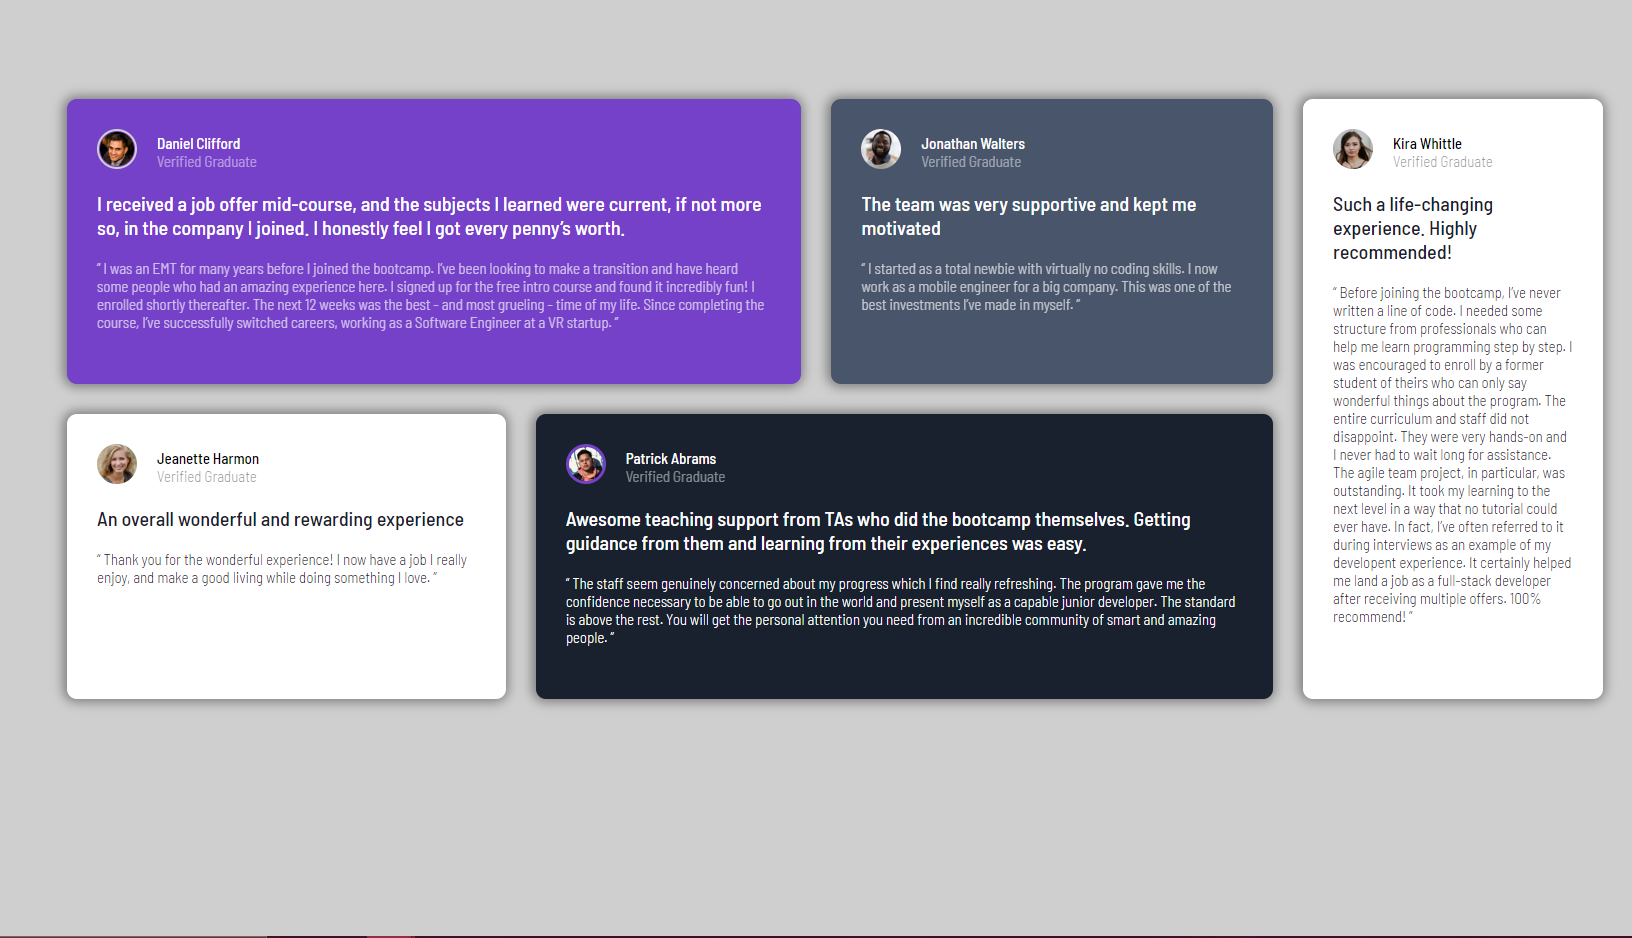 Daniel Clifford
Verified Graduate
I received a job offer mid-course, and the subjects I learned were current, if not more
so, in the company I joined. I honestly feel I got every penny’s worth.
“ I was an EMT for many years before I joined the bootcamp. I’ve been looking to make a transition and have heard
some people who had an amazing experience here. I signed up for the free intro course and found it incredibly fun! I
enrolled shortly thereafter. The next 12 weeks was the best - and most grueling - time of my life. Since completing the
course, I’ve successfully switched careers, working as a Software Engineer at a VR startup. ”
Jonathan Walters
Verified Graduate
The team was very supportive and kept me
motivated
“ I started as a total newbie with virtually no coding skills. I now
work as a mobile engineer for a big company. This was one of the
best investments I’ve made in myself. ”
Kira Whittle
Verified Graduate
Such a life-changing
experience. Highly
recommended!
“ Before joining the bootcamp, I’ve never
written a line of code. I needed some
structure from professionals who can
help me learn programming step by step. I
was encouraged to enroll by a former
student of theirs who can only say
wonderful things about the program. The
entire curriculum and staff did not
disappoint. They were very hands-on and
I never had to wait long for assistance.
The agile team project, in particular, was
outstanding. It took my learning to the
next level in a way that no tutorial could
ever have. In fact, I’ve often referred to it
during interviews as an example of my
developent experience. It certainly helped
me land a job as a full-stack developer
after receiving multiple offers. 100%
recommend! ”
Jeanette Harmon
Verified Graduate
An overall wonderful and rewarding experience
“ Thank you for the wonderful experience! I now have a job I really
enjoy, and make a good living while doing something I love. ”
Patrick Abrams
Verified Graduate
Awesome teaching support from TAs who did the bootcamp themselves. Getting
guidance from them and learning from their experiences was easy.
“ The staff seem genuinely concerned about my progress which I find really refreshing. The program gave me the
confidence necessary to be able to go out in the world and present myself as a capable junior developer. The standard
is above the rest. You will get the personal attention you need from an incredible community of smart and amazing
people. ”